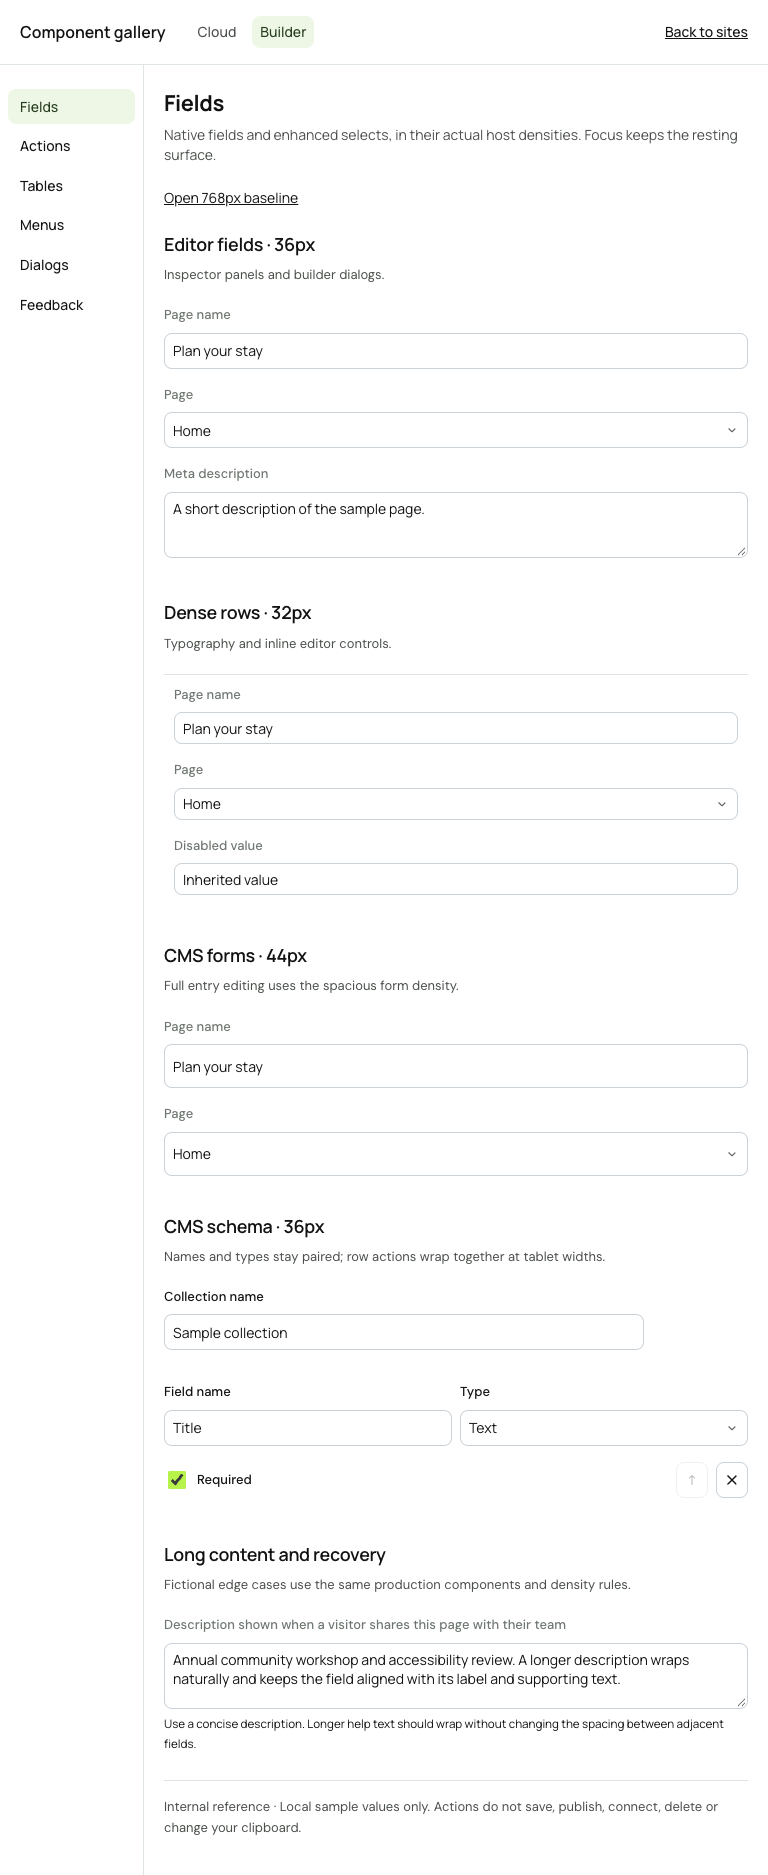 Component gallery
Cloud
Builder
Back to sites
Fields
Actions
Tables
Menus
Dialogs
Feedback
Fields
Native fields and enhanced selects, in their actual host densities. Focus keeps the resting
surface.
Open 768px baseline
Editor fields · 36px
Inspector panels and builder dialogs.
Page name
Plan your stay
Page
Home
Meta description
A short description of the sample page.
Dense rows · 32px
Typography and inline editor controls.
Page name
Plan your stay
Page
Home
Disabled value
Inherited value
CMS forms · 44px
Full entry editing uses the spacious form density.
Page name
Plan your stay
Page
Home
CMS schema · 36px
Names and types stay paired; row actions wrap together at tablet widths.
Collection name
Sample collection
Field name
Type
Title
Text
Required
Long content and recovery
Fictional edge cases use the same production components and density rules.
Description shown when a visitor shares this page with their team
Annual community workshop and accessibility review. A longer description wraps
naturally and keeps the field aligned with its label and supporting text.
Use a concise description. Longer help text should wrap without changing the spacing between adjacent
fields.
Internal reference · Local sample values only. Actions do not save, publish, connect, delete or
change your clipboard.